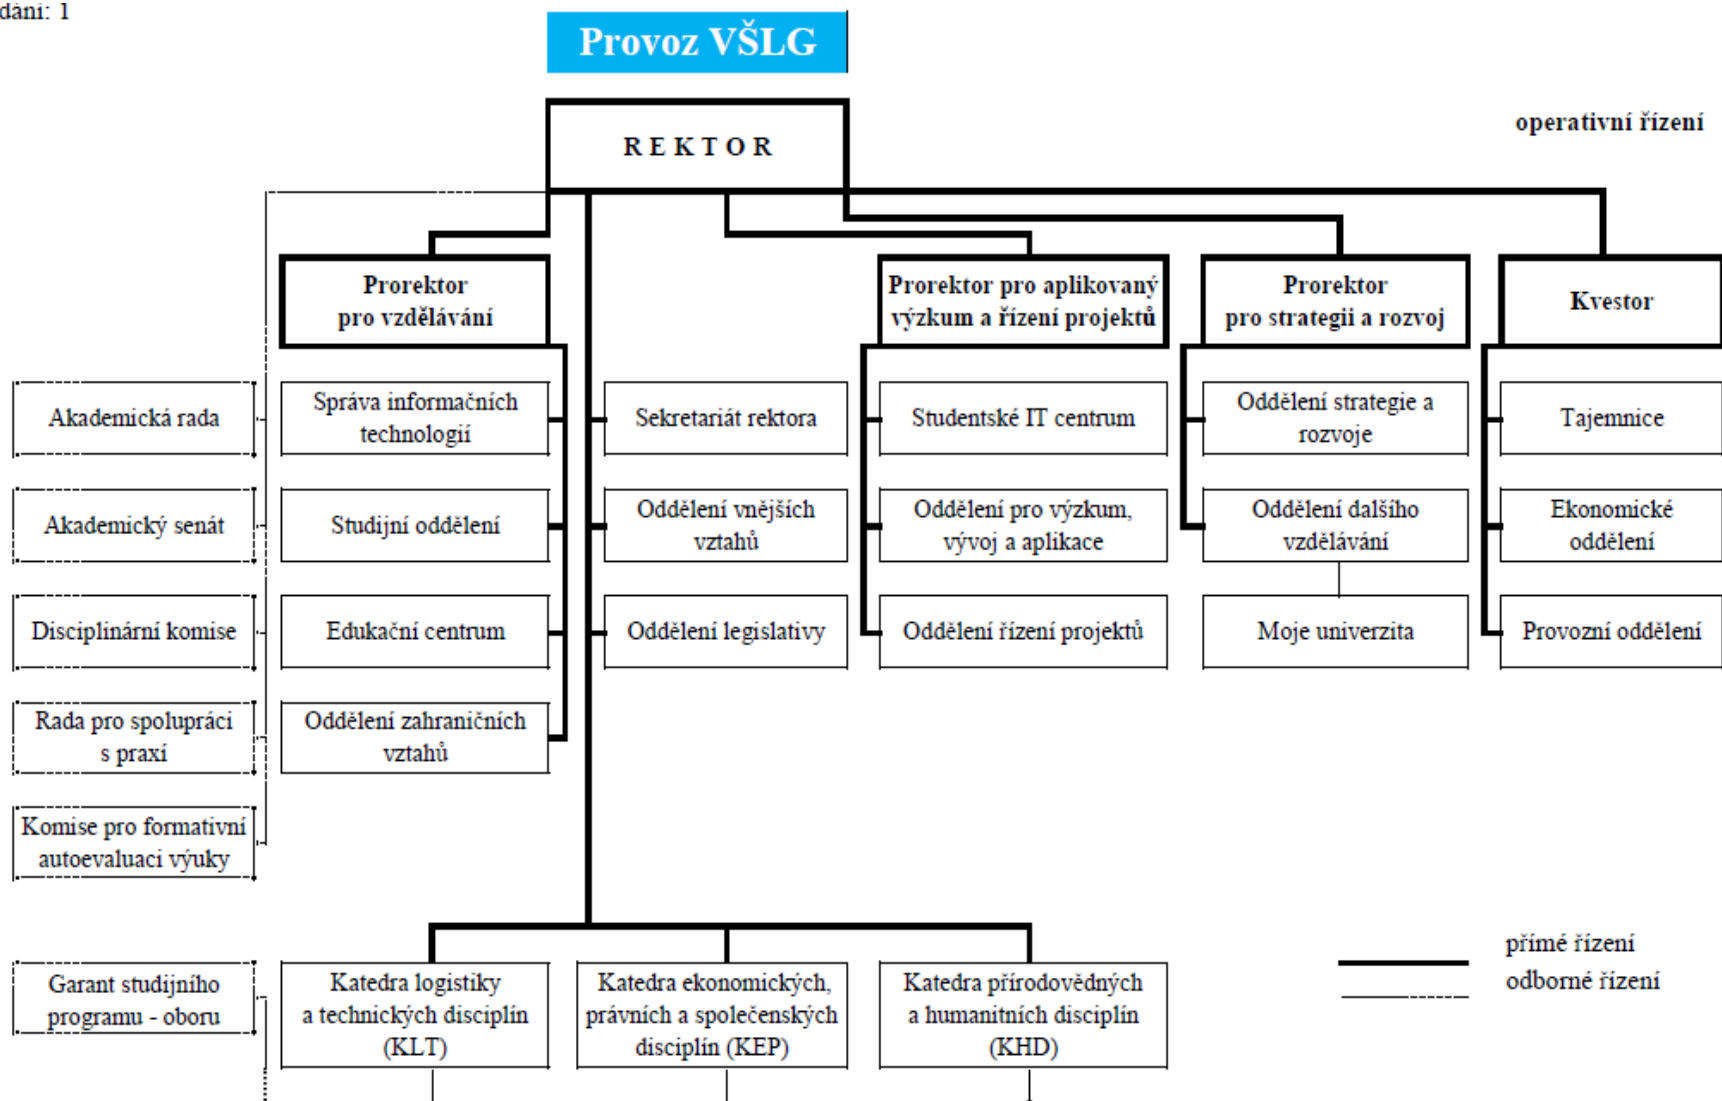 dání: 1
Provoz VŠLG
operativní řízení
R E K T O R
Prorektor
pro vzdělávání
Prorektor pro aplikovaný
výzkum a řízení projektů
Prorektor
pro strategii a rozvoj
Kvestor
Akademická rada
Správa informačních
technologií
Sekretariát rektora
Studentské IT centrum
Oddělení strategie a
rozvoje
Tajemnice
Akademický senát
Studijní oddělení
Oddělení vnějších
vztahů
Oddělení pro výzkum,
vývoj a aplikace
Oddělení dalšího
vzdělávání
Ekonomické
oddělení
Disciplinární komise
Edukační centrum
Oddělení legislativy
Oddělení řízení projektů
Moje univerzita
Provozní oddělení
Rada pro spolupráci
s praxí
Oddělení zahraničních
vztahů
Komise pro formativní
autoevaluaci výuky
přímé řízení
odborné řízení
Garant studijního
programu - oboru
Katedra logistiky
a technických disciplín
(KLT)
Katedra ekonomických,
právních a společenských
disciplín (KEP)
Katedra přírodovědných
a humanitních disciplín
(KHD)